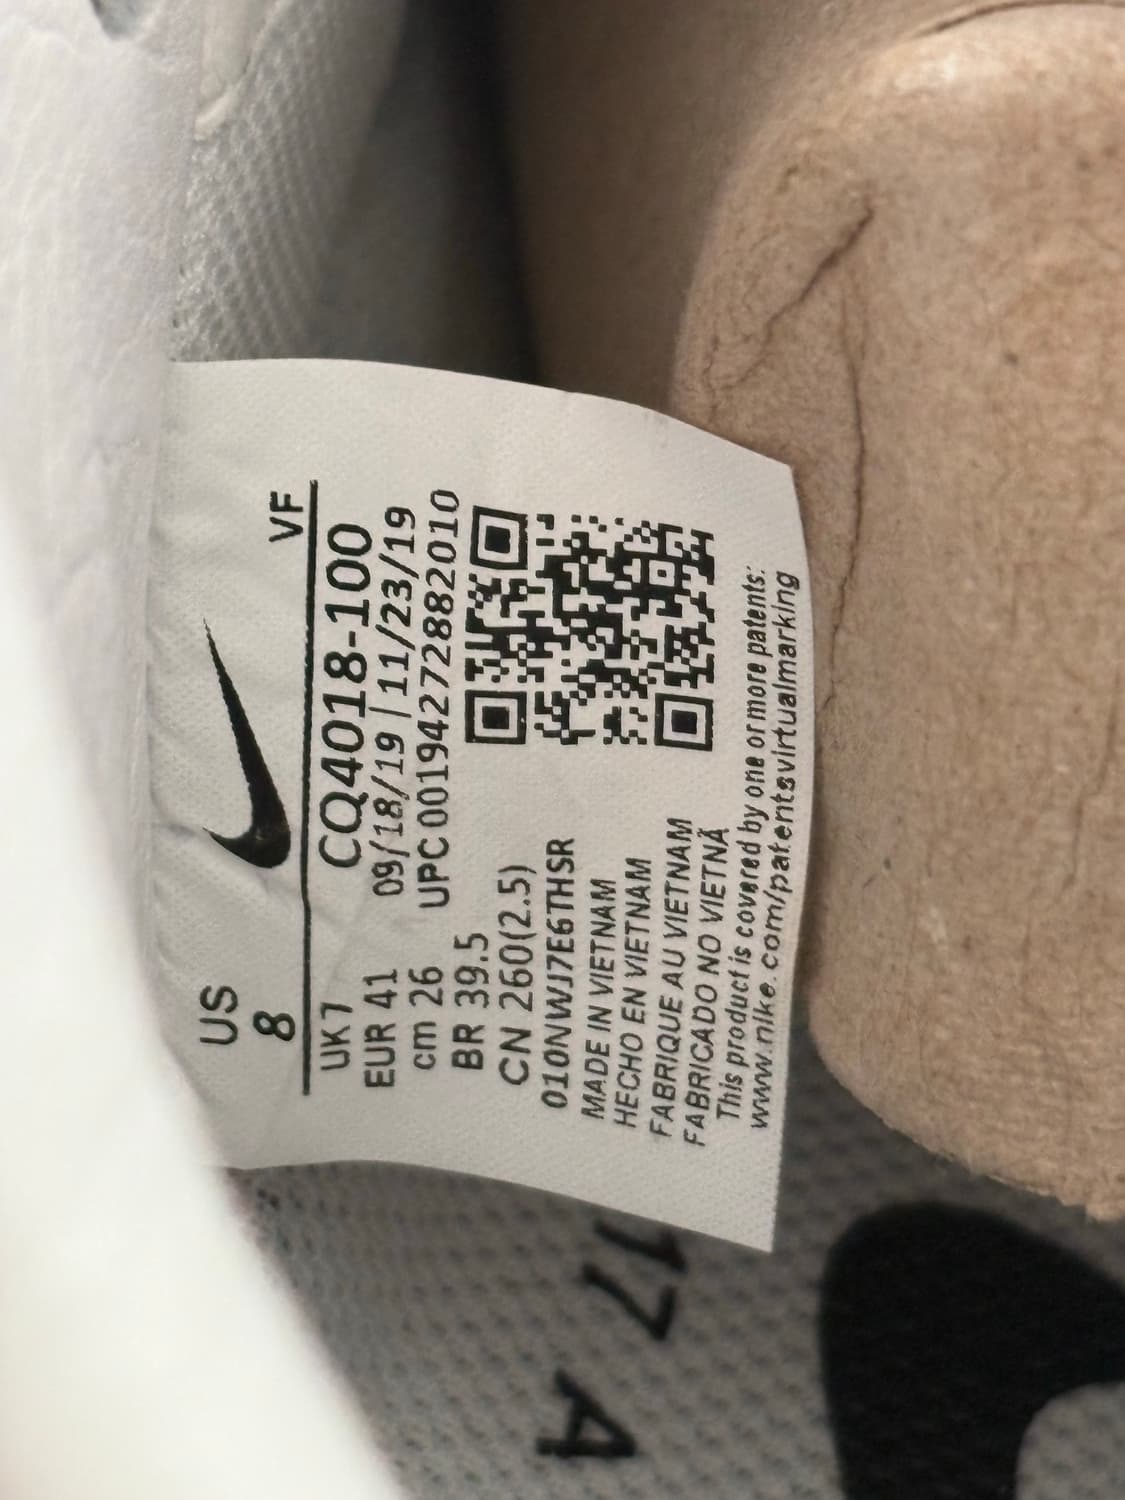 US
8
VF
UK 7
CQ4018-100
EUR 41
09/18/19 | 11/23/19
cm 26
UPC 00194272882010
BR 39.5
CN 260(2.5)
010NWJ7E6THSR
MADE IN VIETNAM
HECHO EN VIETNAM
FABRIQUE AU VIETNAM
FABRICADO NO VIETNÃ
This product is covered by one or more patents:
www.nike.com/patentsvirtualmarking
17 A